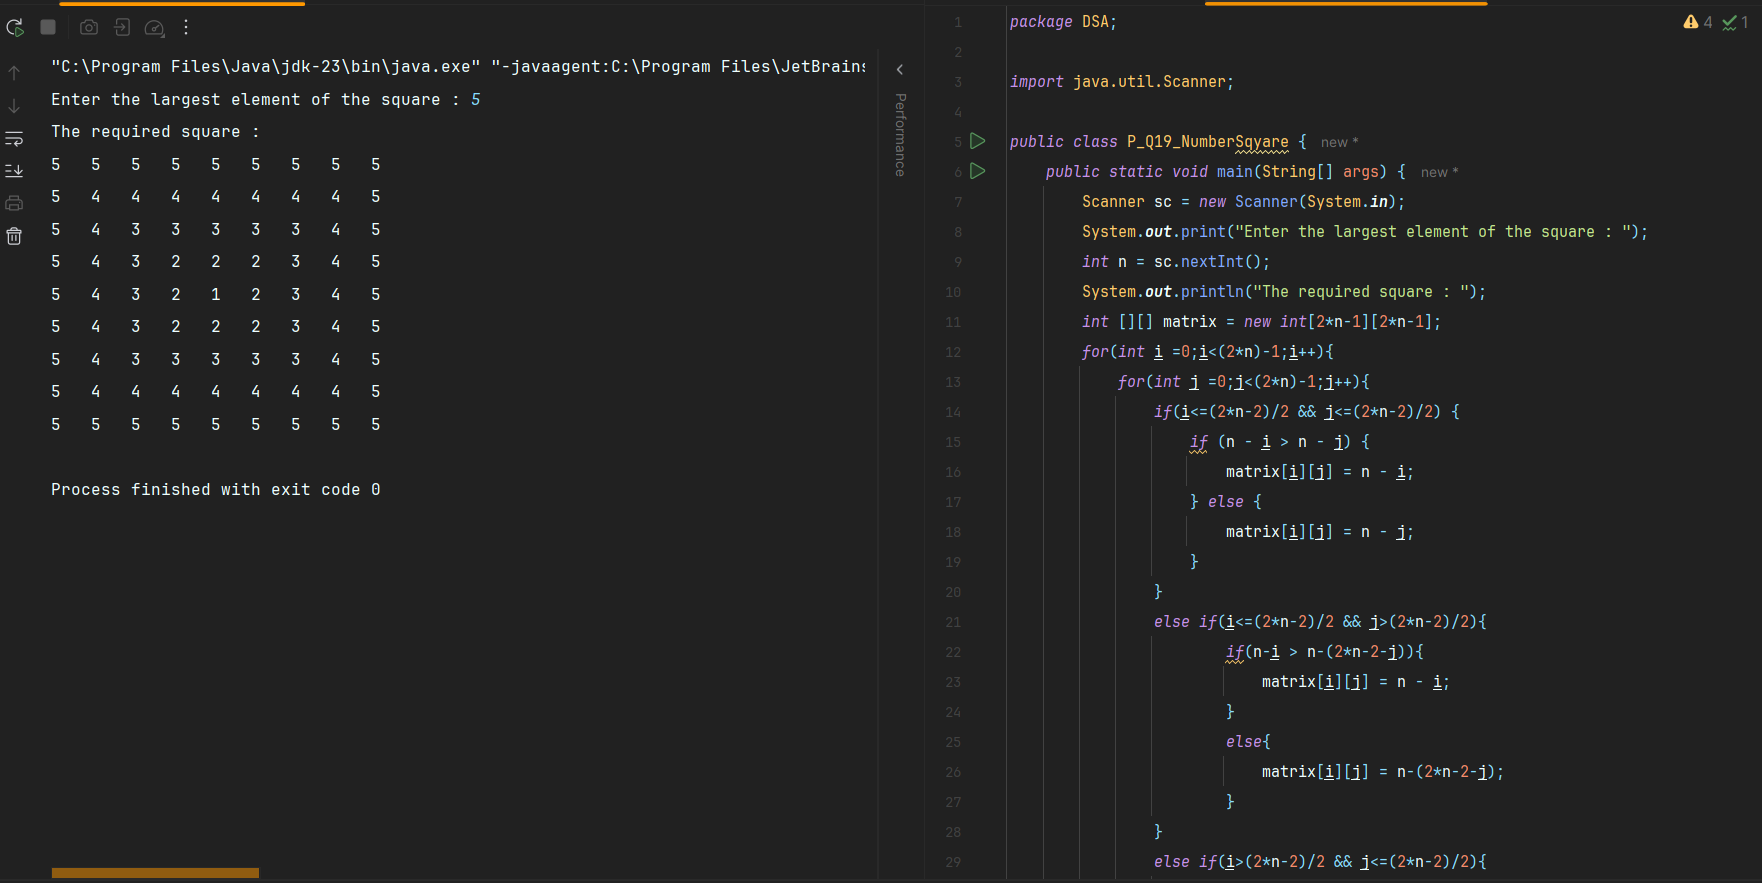 "C:\Program Files\Java\jdk-23\bin\java.exe" "-javaagent:C:\Program Files\JetBrains
Enter the largest element of the square : 5
The required square :
5 5 5 5 5 5 5 5 5
5 4 4 4 4 4 4 4 5
5 4 3 3 3 3 3 4 5
5 4 3 2 2 2 3 4 5
5 4 3 2 1 2 3 4 5
5 4 3 2 2 2 3 4 5
5 4 3 3 3 3 3 4 5
5 4 4 4 4 4 4 4 5
5 5 5 5 5 5 5 5 5
Process finished with exit code 0
Performance
4 1
1 package DSA;
2
3 import java.util.Scanner;
4
5 public class P_Q19_NumberSqyare { new *
6 public static void main(String[] args) { new *
7 Scanner sc = new Scanner(System.in);
8 System.out.print("Enter the largest element of the square : ");
9 int n = sc.nextInt();
10 System.out.println("The required square : ");
11 int [][] matrix = new int[2*n-1][2*n-1];
12 for(int i =0;i<(2*n)-1;i++){
13 for(int j =0;j<(2*n)-1;j++){
14 if(i<=(2*n-2)/2 && j<=(2*n-2)/2) {
15 if (n - i > n - j) {
16 matrix[i][j] = n - i;
17 } else {
18 matrix[i][j] = n - j;
19 }
20 }
21 else if(i<=(2*n-2)/2 && j>(2*n-2)/2){
22 if(n-i > n-(2*n-2-j)){
23 matrix[i][j] = n - i;
24 }
25 else{
26 matrix[i][j] = n-(2*n-2-j);
27 }
28 }
29 else if(i>(2*n-2)/2 && j<=(2*n-2)/2){